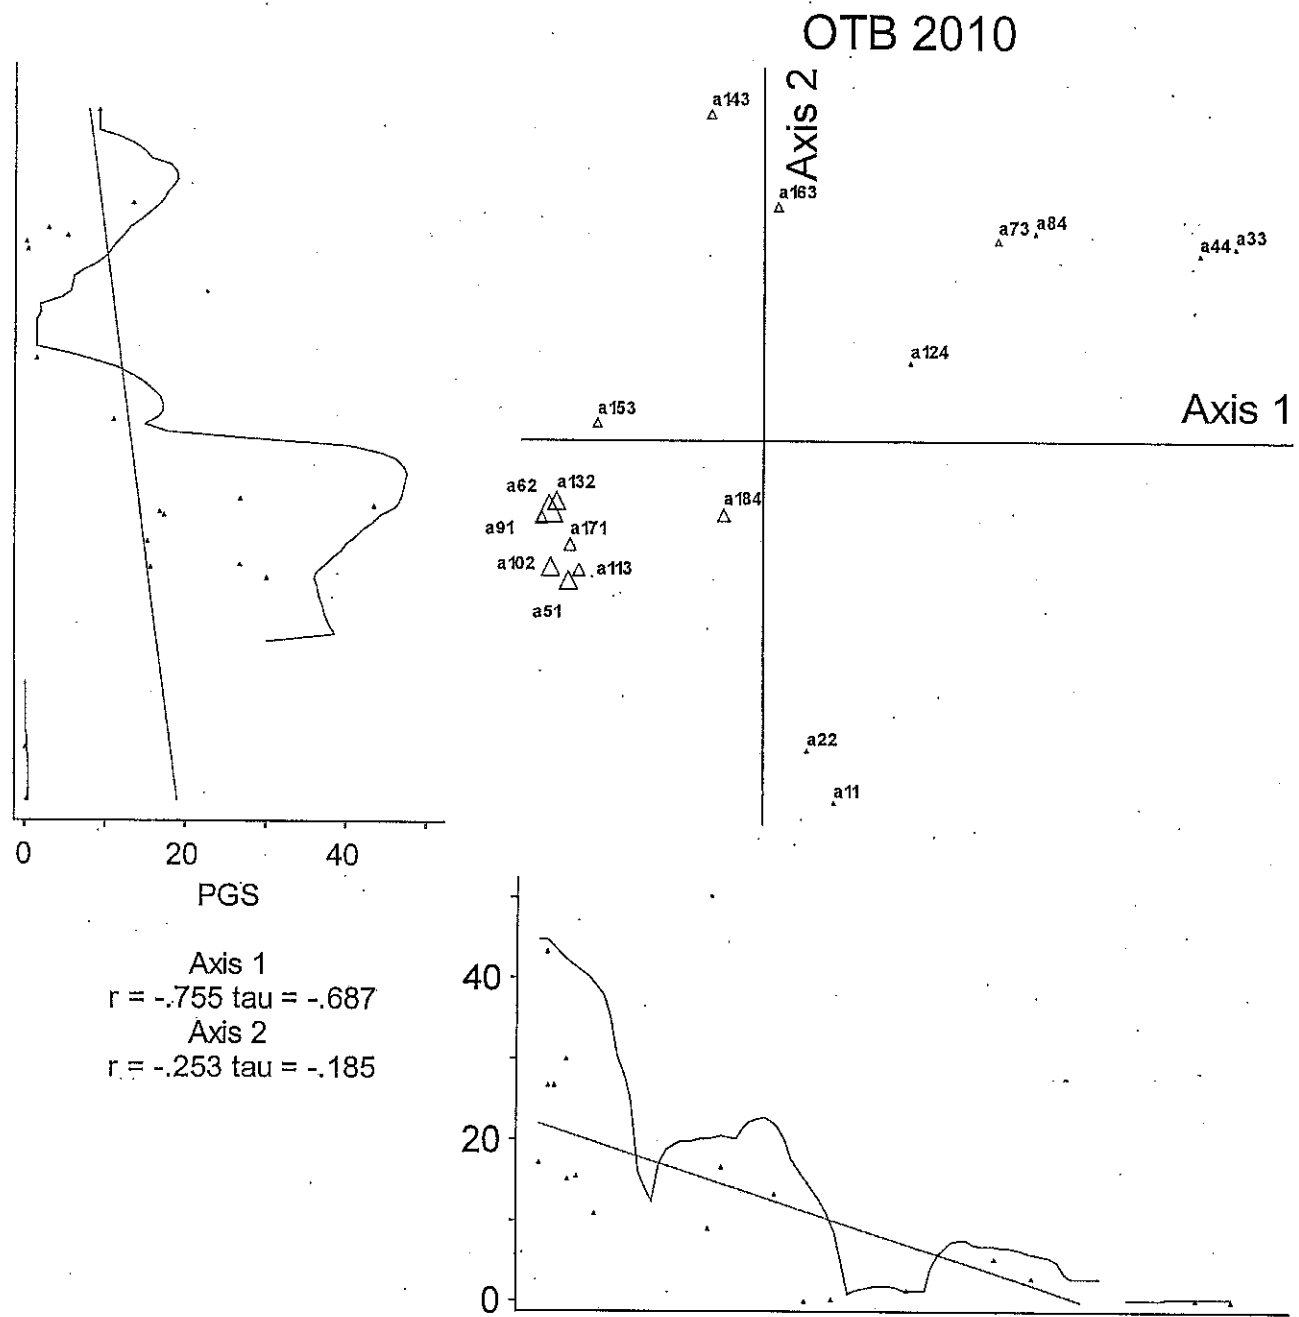 OTB 2010
Axis 2
a143
a163
a73
a84
a44
a33
a124
Axis 1
a153
a62
a132
a91
a171
a184
a102
a113
a51
a22
a11
0
20
40
PGS
Axis 1
r = -.755 tau = -.687
Axis 2
r = -.253 tau = -.185
40
20
0